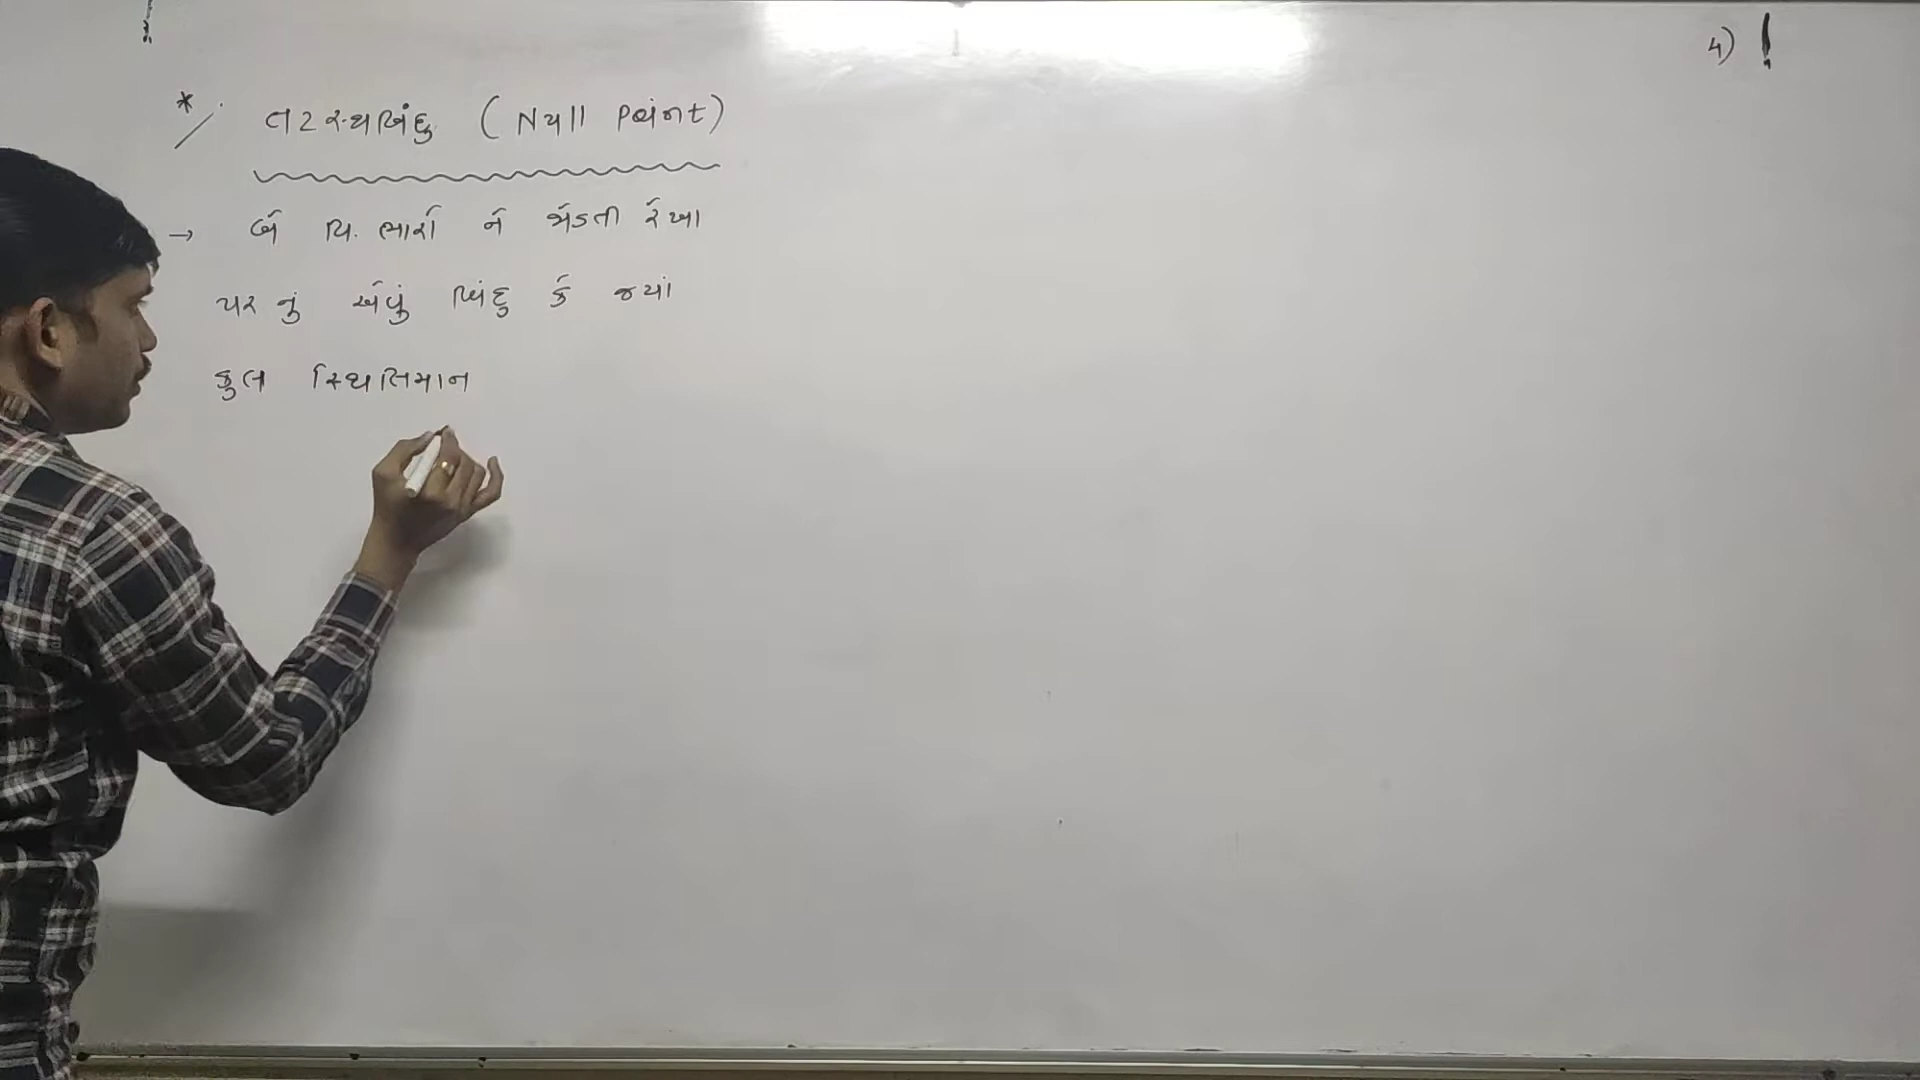 * તટસ્થબિંદુ (Null Point)
→ બે વિ. ભારો ને જોડતી રેખા
પર નું એવું બિંદુ કે જ્યાં
કુલ સ્થિતિમાન
4) !